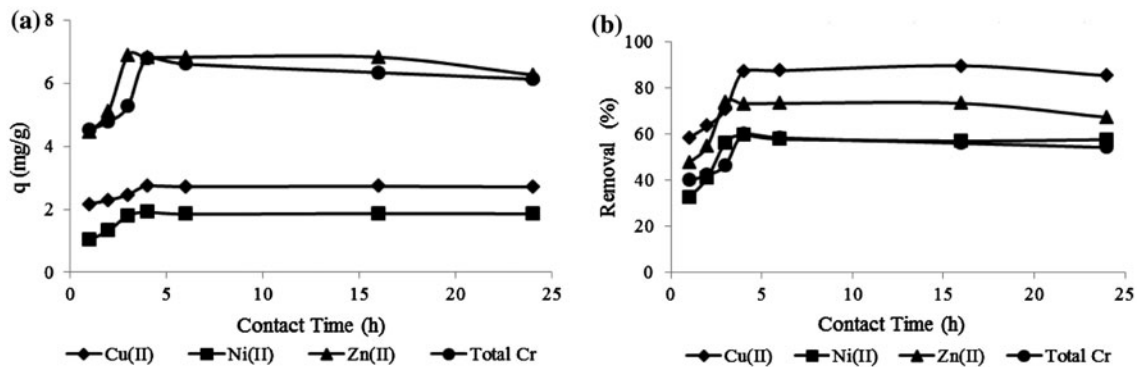 (a)
q (mg/g)
8
6
4
2
0
0 5 10 15 20 25
Contact Time (h)
Cu(II) Ni(II) Zn(II) Total Cr
(b)
Removal (%)
100
80
60
40
20
0
0 5 10 15 20 25
Contact Time (h)
Cu(II) Ni(II) Zn(II) Total Cr